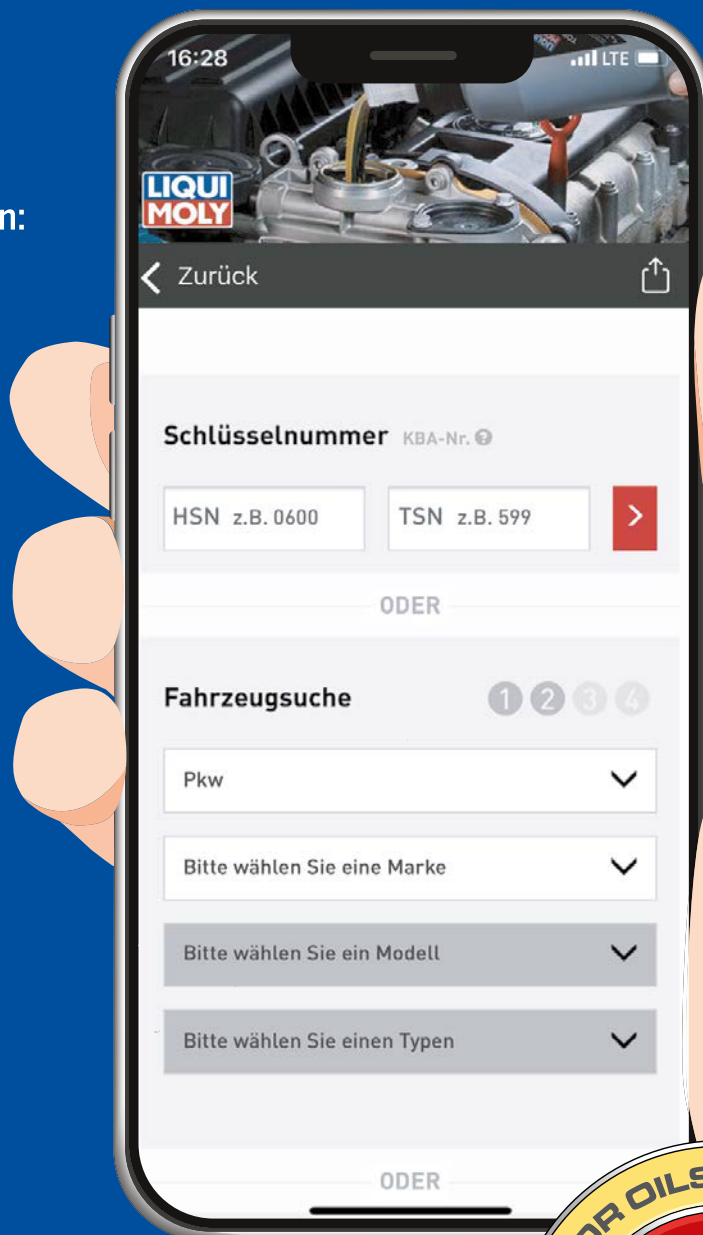 n:
16:28
LTE
LIQUI
MOLY
Zurück
Schlüsselnummer KBA-Nr. ?
HSN z.B. 0600 TSN z.B. 599
ODER
Fahrzeugsuche 1 2 3 4
Pkw
Bitte wählen Sie eine Marke
Bitte wählen Sie ein Modell
Bitte wählen Sie einen Typen
ODER
OR OILS